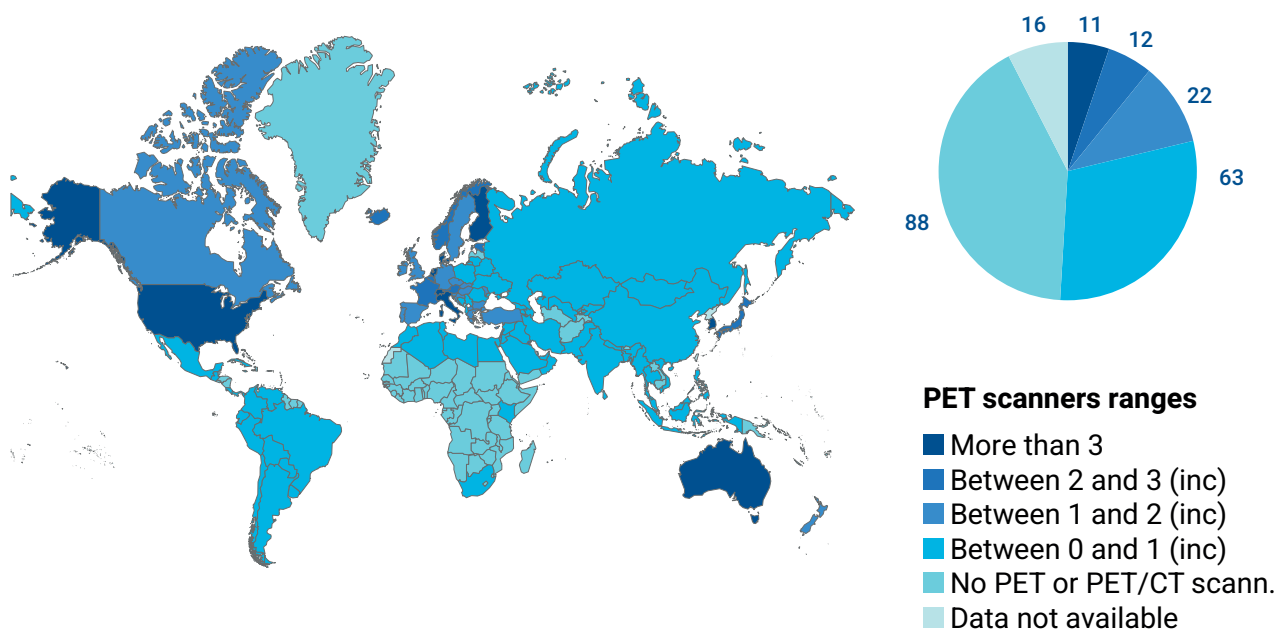 16
11
12
22
63
88
PET scanners ranges
More than 3
Between 2 and 3 (inc)
Between 1 and 2 (inc)
Between 0 and 1 (inc)
No PET or PET/CT scann.
Data not available